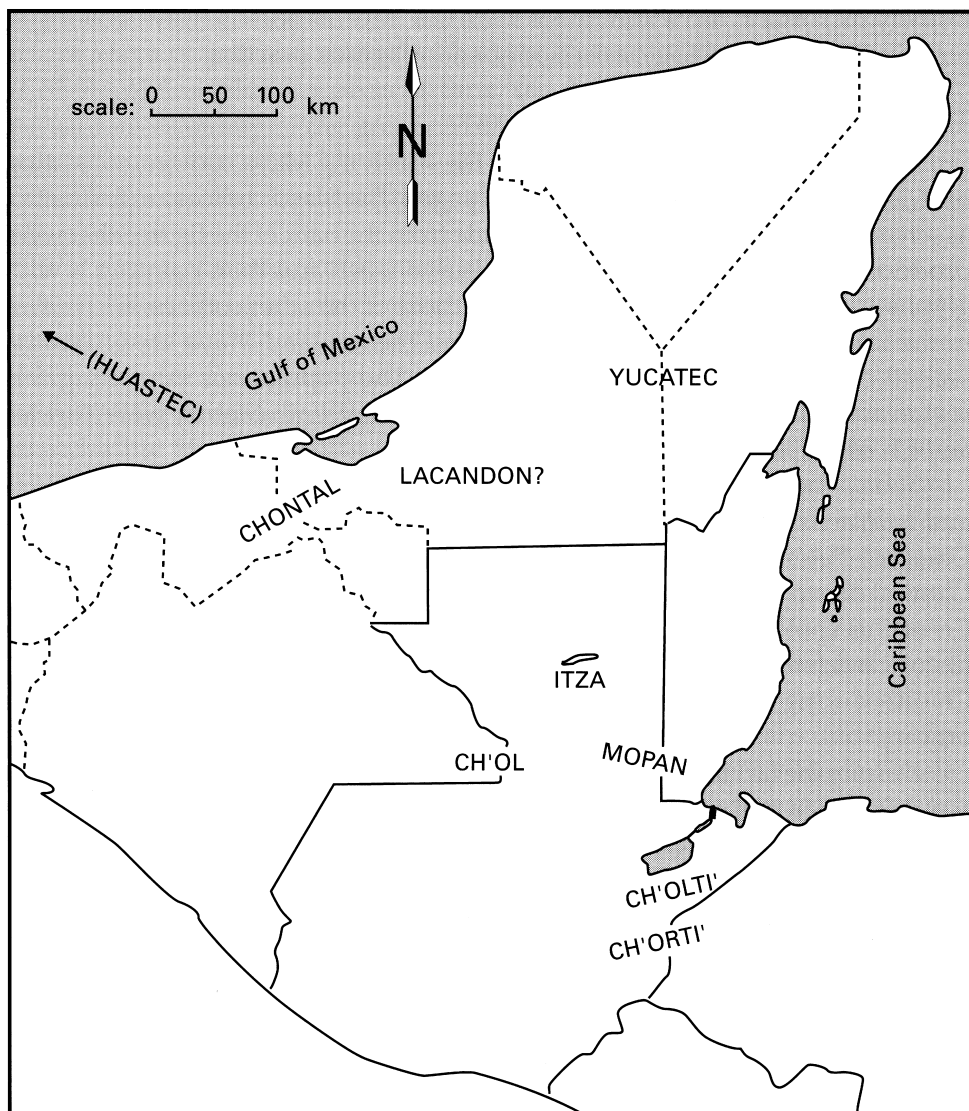 scale: 0 50 100 km
N
Gulf of Mexico
(HUASTEC)
YUCATEC
LACANDON?
CHONTAL
Caribbean Sea
ITZA
MOPAN
CH'OL
CH'OLTI'
CH'ORTI'